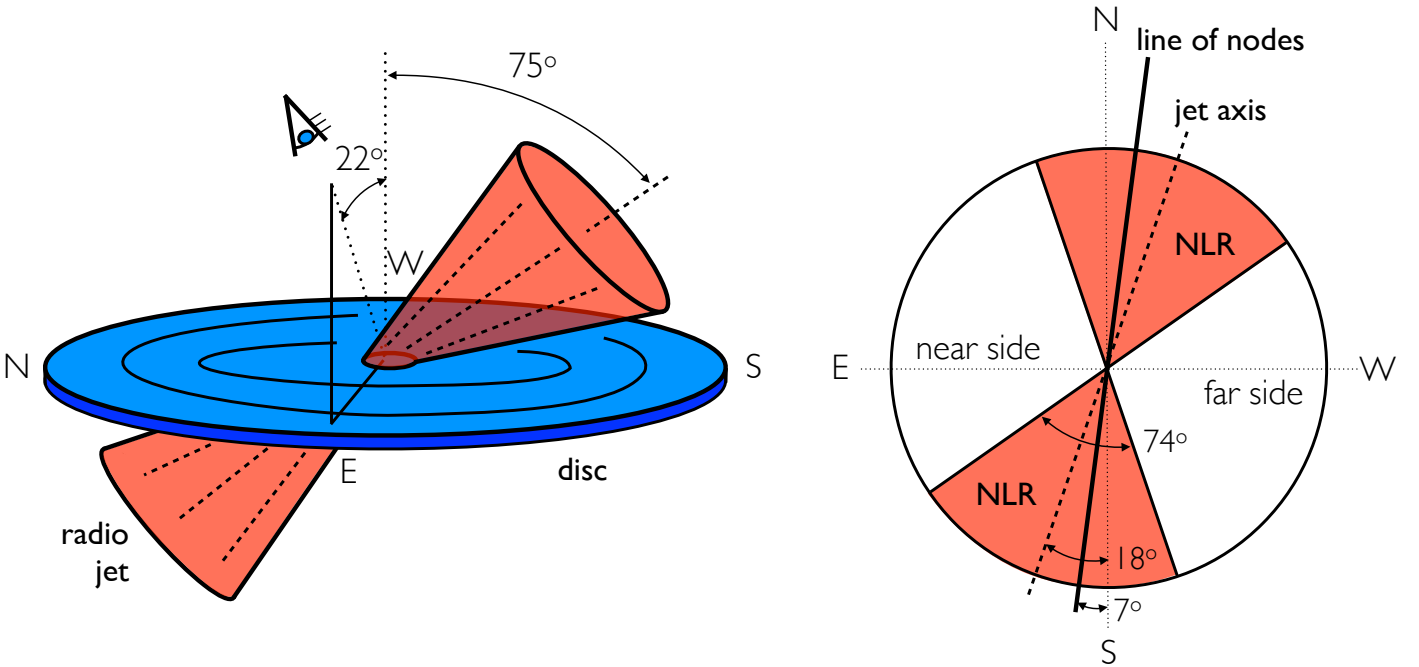 75°
22°
W
N
S
E
disc
radio
jet
N
line of nodes
jet axis
NLR
near side
E
W
far side
74°
NLR
18°
7°
S